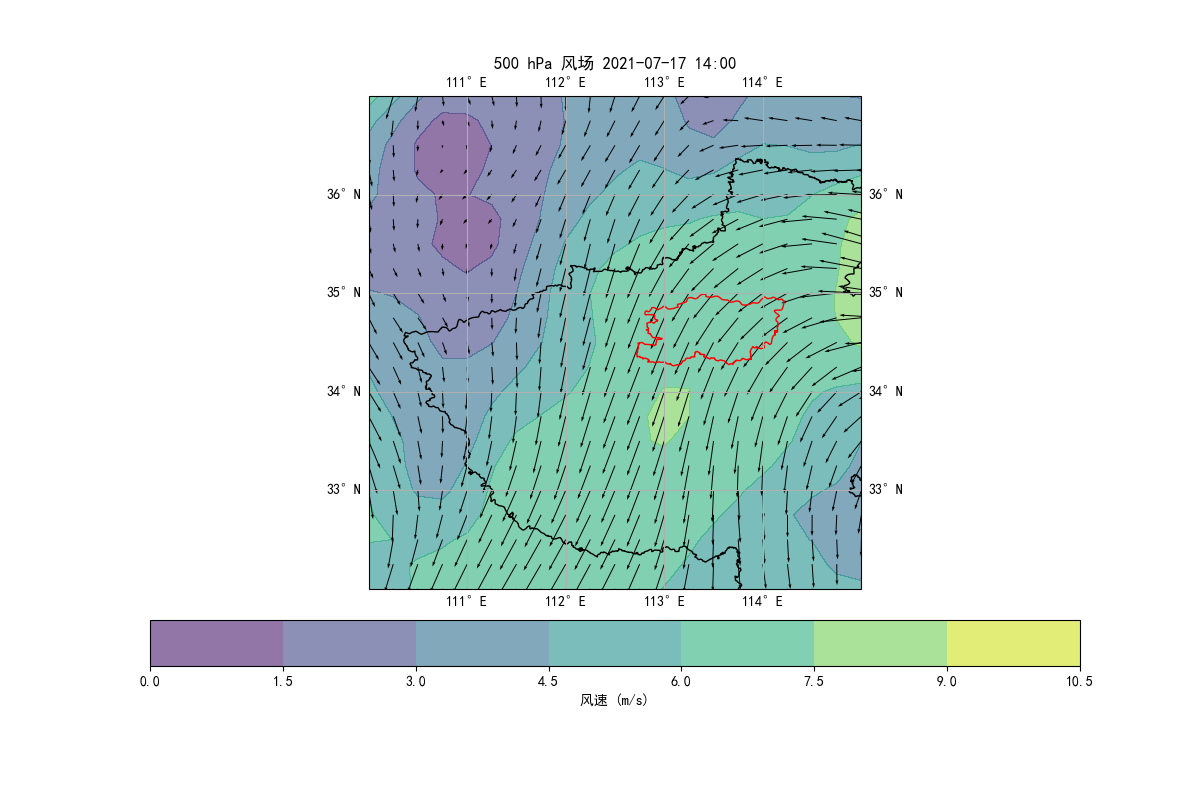 500 hPa 风场 2021-07-17 14:00
111° E 112° E 113° E 114° E
36° N 36° N
35° N 35° N
34° N 34° N
33° N 33° N
111° E 112° E 113° E 114° E
0.0 1.5 3.0 4.5 6.0 7.5 9.0 10.5
风速 (m/s)